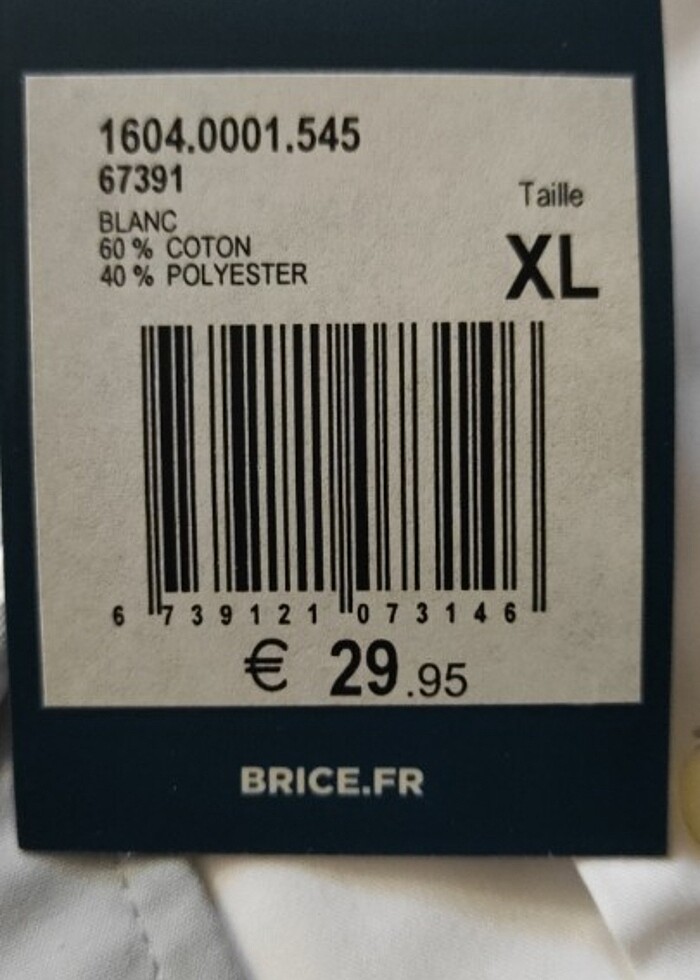 1604.0001.545
67391
BLANC
60 % COTON
40 % POLYESTER
Taille
XL
6 739121 073146
€ 29.95
BRICE.FR